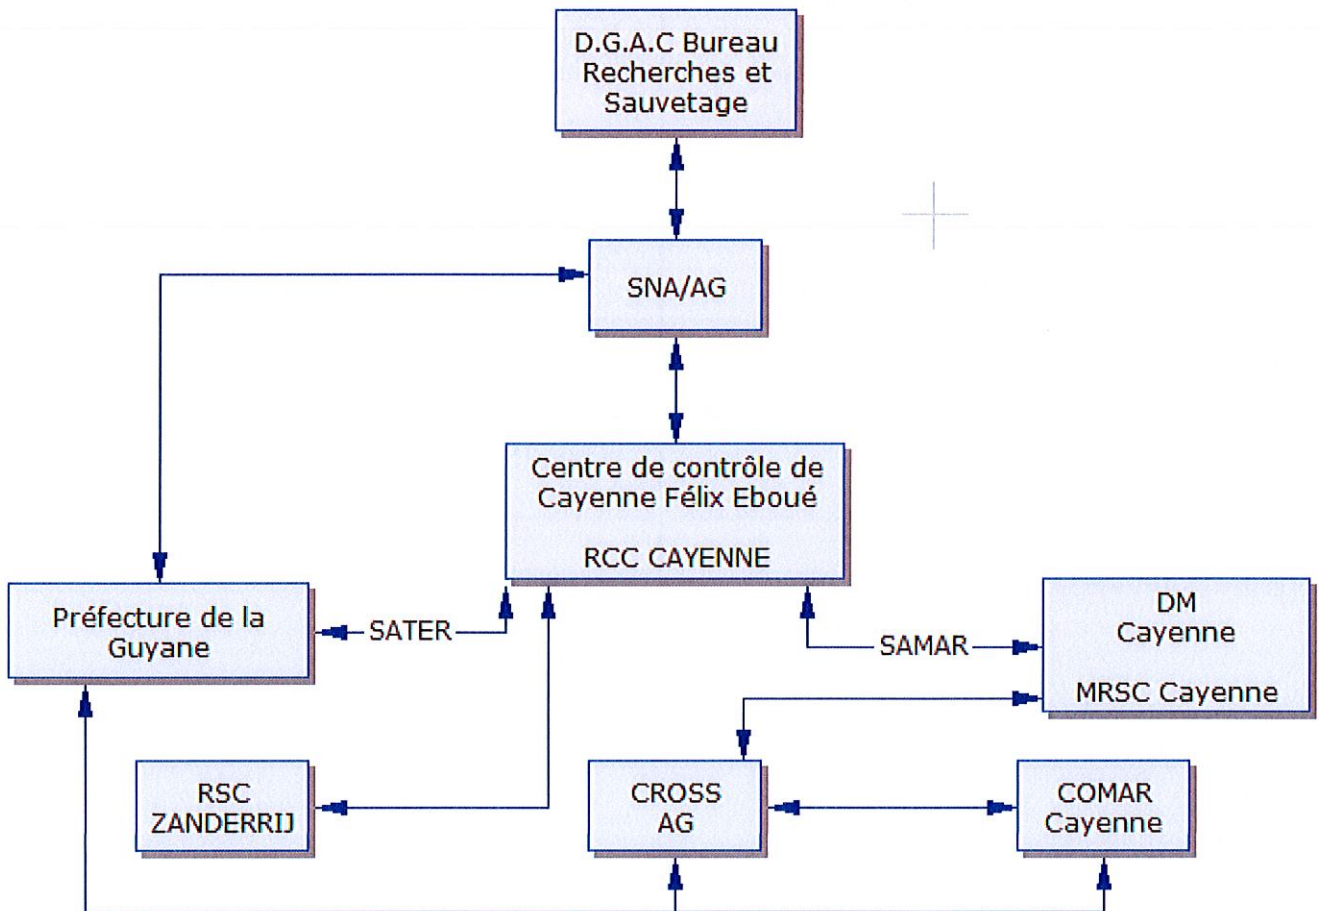 D.G.A.C Bureau
Recherches et
Sauvetage
SNA/AG
Centre de contrôle de
Cayenne Félix Eboué
RCC CAYENNE
Préfecture de la
Guyane
SATER
SAMAR
DM
Cayenne
MRSC Cayenne
RSC
ZANDERRIJ
CROSS
AG
COMAR
Cayenne